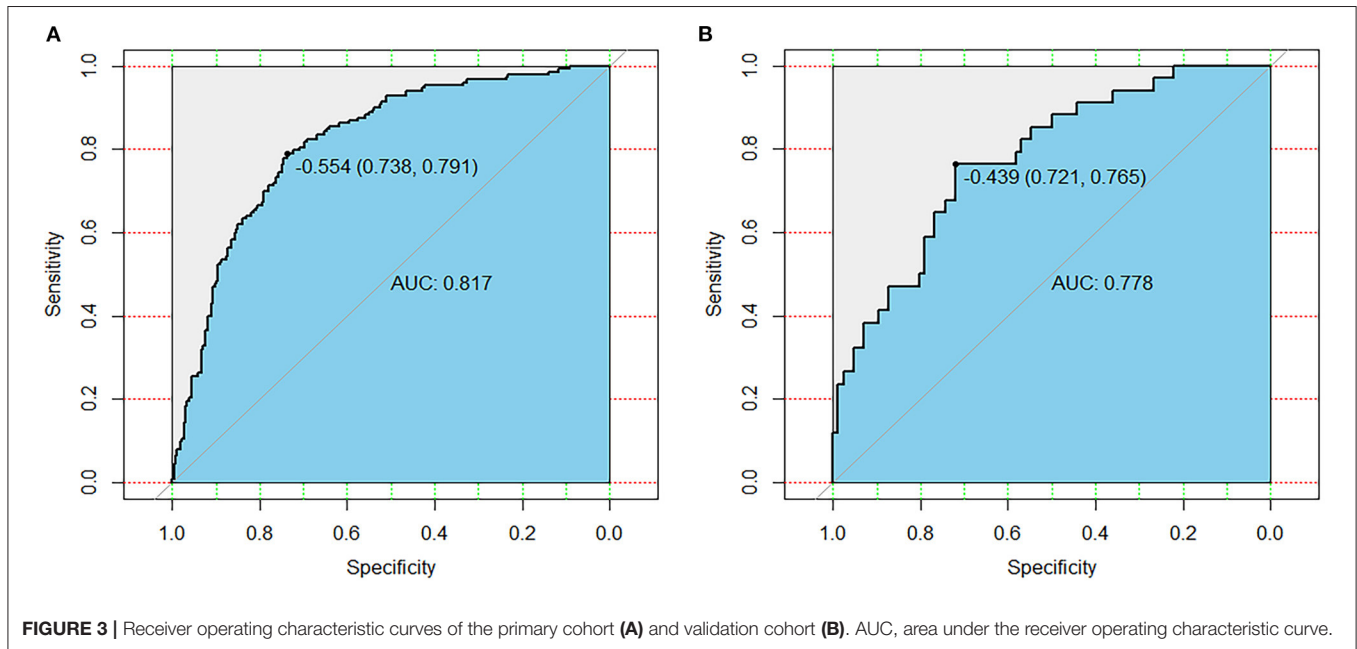 A
B
1.0
0.8
0.6
0.4
0.2
0.0
Sensitivity
-0.554 (0.738, 0.791)
AUC: 0.817
1.0
0.8
0.6
0.4
0.2
0.0
Specificity
1.0
0.8
0.6
0.4
0.2
0.0
Sensitivity
-0.439 (0.721, 0.765)
AUC: 0.778
1.0
0.8
0.6
0.4
0.2
0.0
Specificity
FIGURE 3 | Receiver operating characteristic curves of the primary cohort (A) and validation cohort (B). AUC, area under the receiver operating characteristic curve.